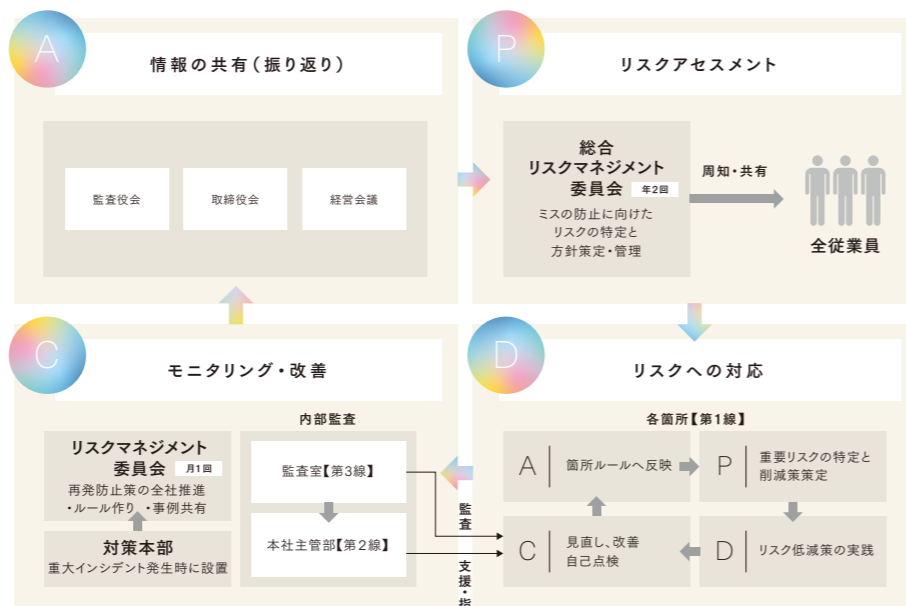 A
情報の共有（振り返り）
監査役会
取締役会
経営会議
P
リスクアセスメント
総合
リスクマネジメント
委員会 年2回
ミスの防止に向けた
リスクの特定と
方針策定・管理
周知・共有
全従業員
C
モニタリング・改善
リスクマネジメント
委員会 月1回
再発防止策の全社推進
・ルール作り ・事例共有
対策本部
重大インシデント発生時に設置
内部監査
監査室【第3線】
本社主管部【第2線】
監査
支援・指
D
リスクへの対応
各箇所【第1線】
A 箇所ルールへ反映
P 重要リスクの特定と
削減策策定
C 見直し、改善
自己点検
D リスク低減策の実践